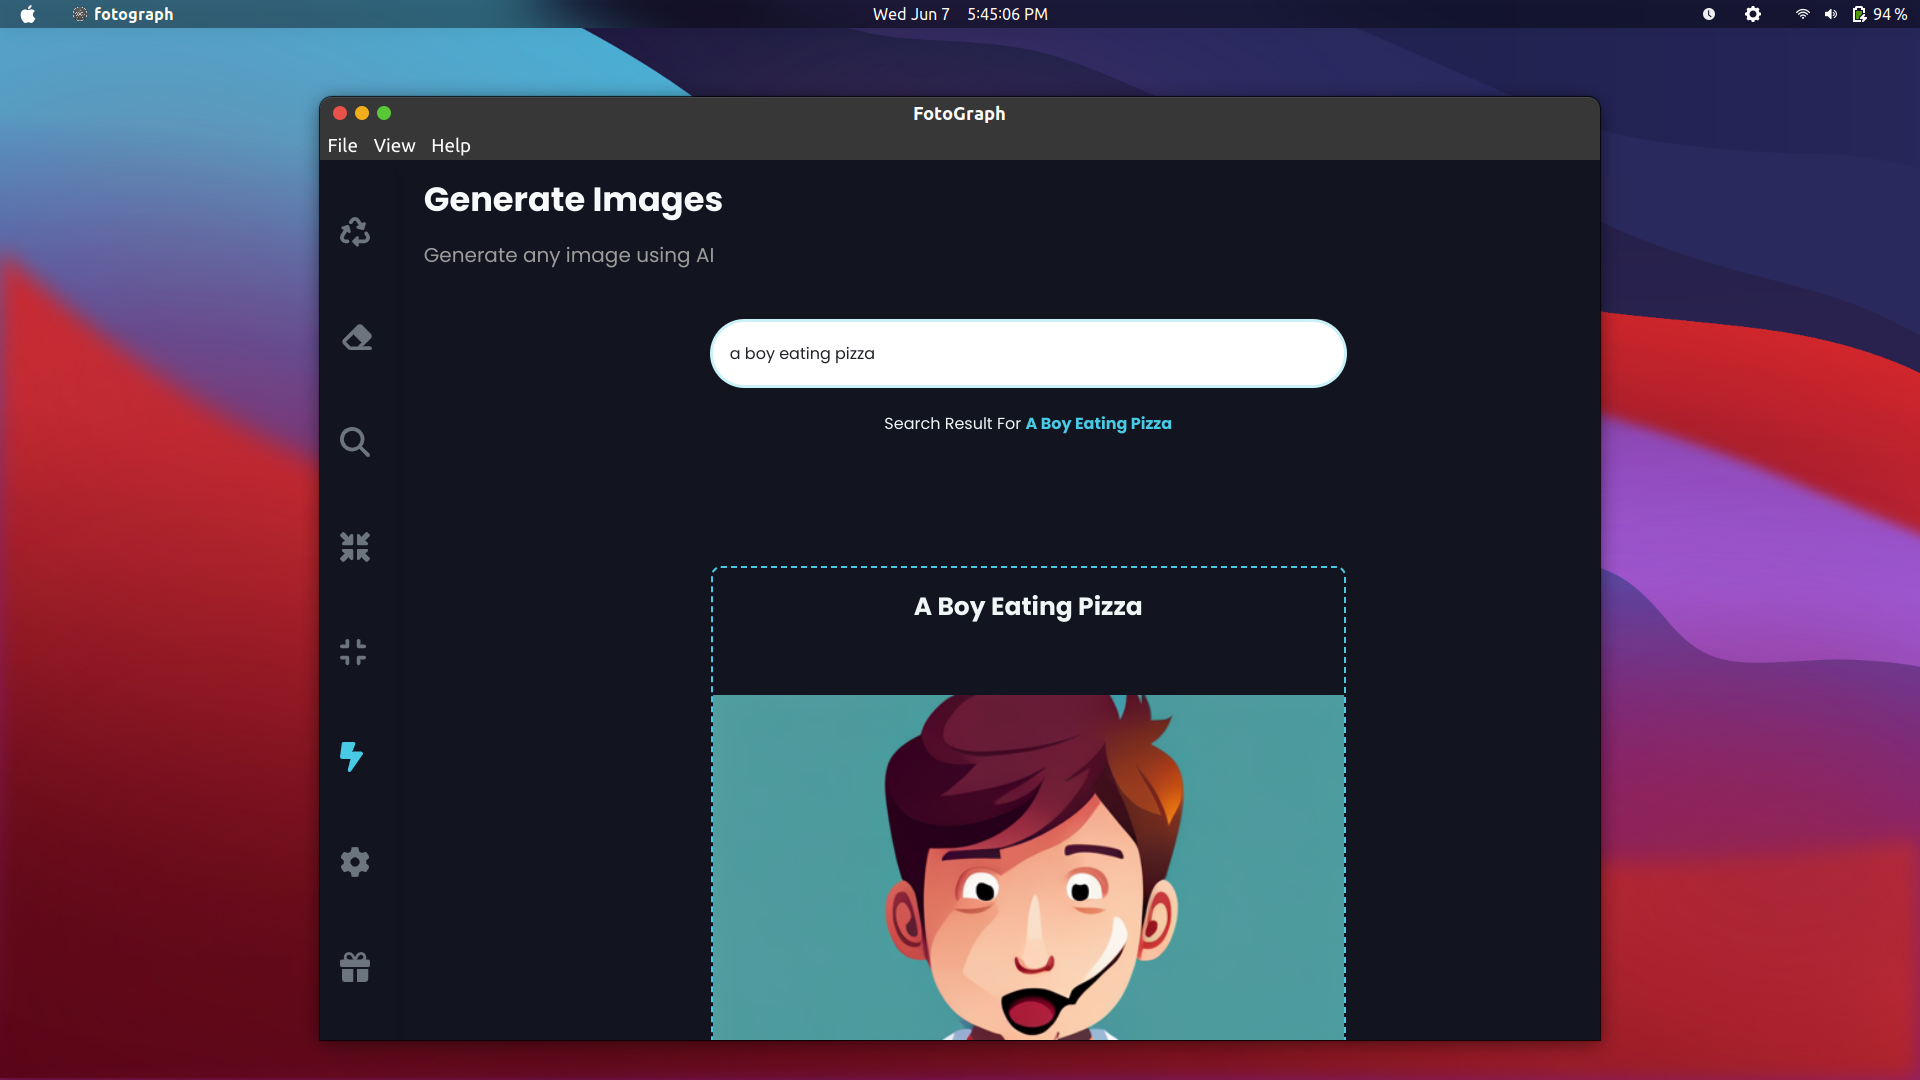 fotograph
Wed Jun 7 5:45:06 PM
94 %
FotoGraph
File View Help
Generate Images
Generate any image using AI
a boy eating pizza
Search Result For A Boy Eating Pizza
A Boy Eating Pizza